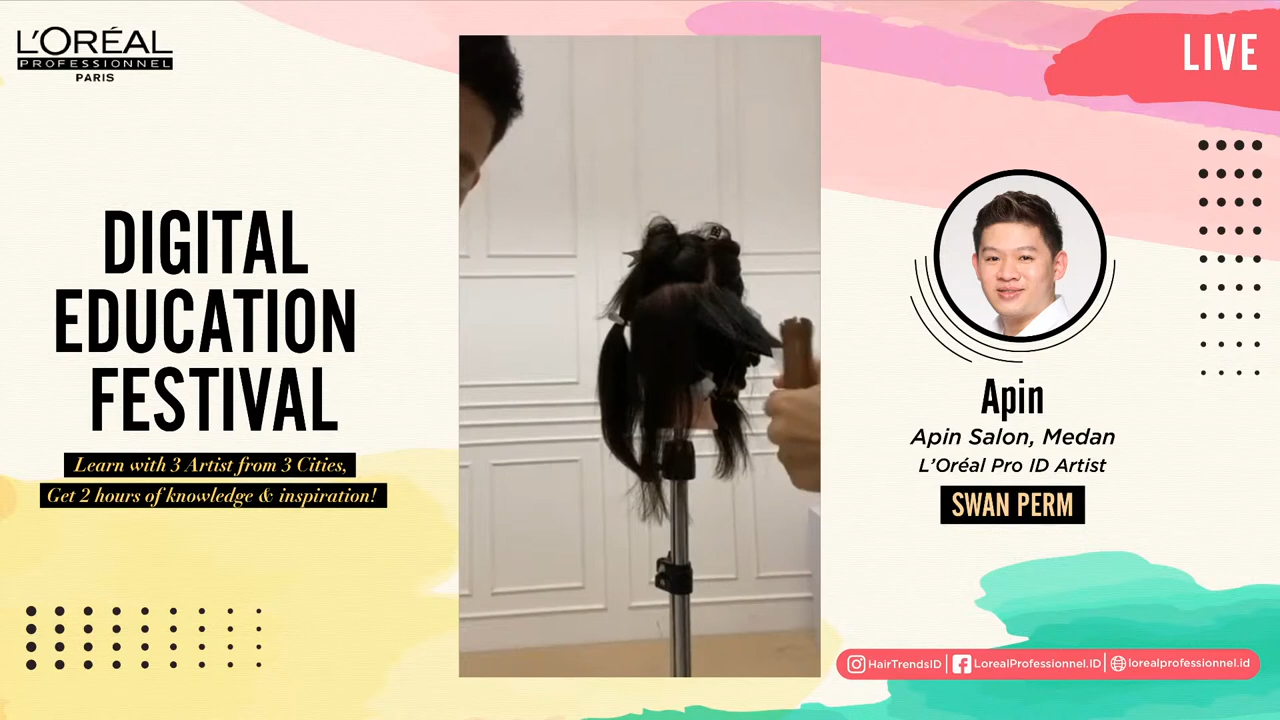 L'ORÉAL
PROFESSIONNEL
PARIS
LIVE
DIGITAL
EDUCATION
FESTIVAL
Learn with 3 Artist from 3 Cities,
Get 2 hours of knowledge & inspiration!
Apin
Apin Salon, Medan
L'Oréal Pro ID Artist
SWAN PERM
HairTrendsID | LorealProfessionnel.ID | lorealprofessionnel.id